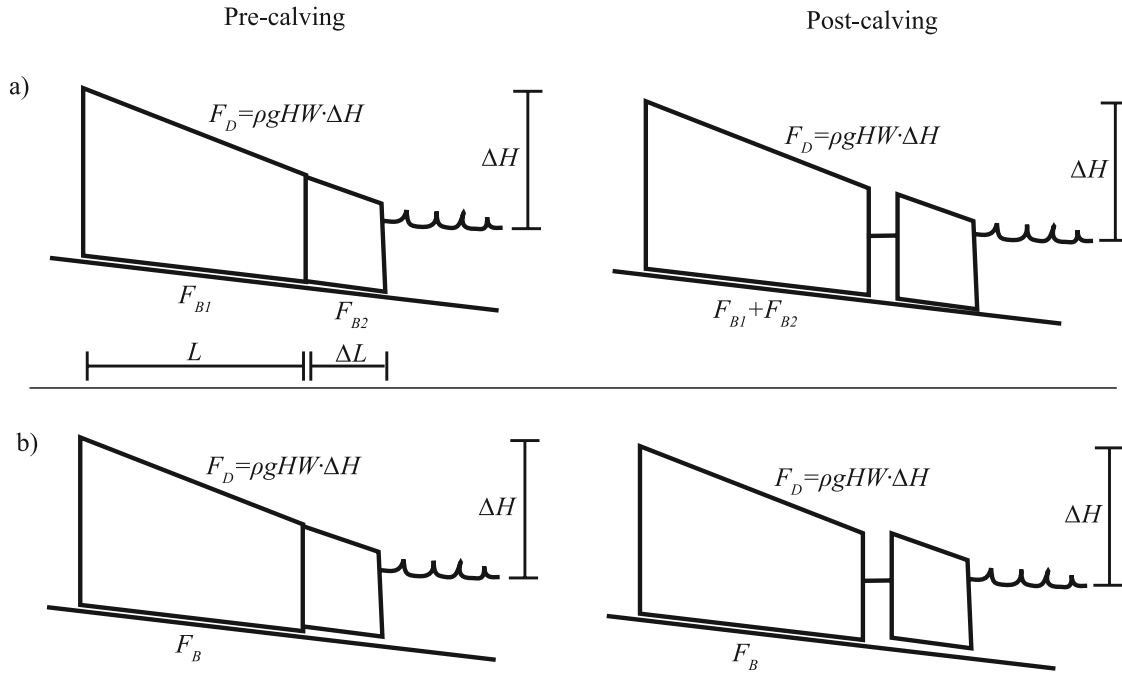 Pre-calving
Post-calving
a)
F_D=ρgHW·ΔH
ΔH
F_B1
F_B2
L
ΔL
F_D=ρgHW·ΔH
ΔH
F_B1+F_B2
b)
F_D=ρgHW·ΔH
ΔH
F_B
F_D=ρgHW·ΔH
ΔH
F_B